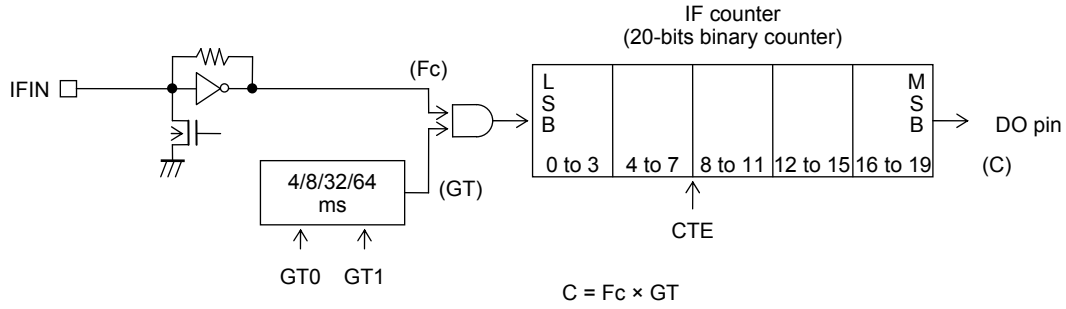 IF counter
(20-bits binary counter)
IFIN
(Fc)
L
S
B
M
S
B
DO pin
0 to 3 4 to 7 8 to 11 12 to 15 16 to 19
(C)
4/8/32/64
ms
(GT)
CTE
GT0 GT1
C = Fc × GT